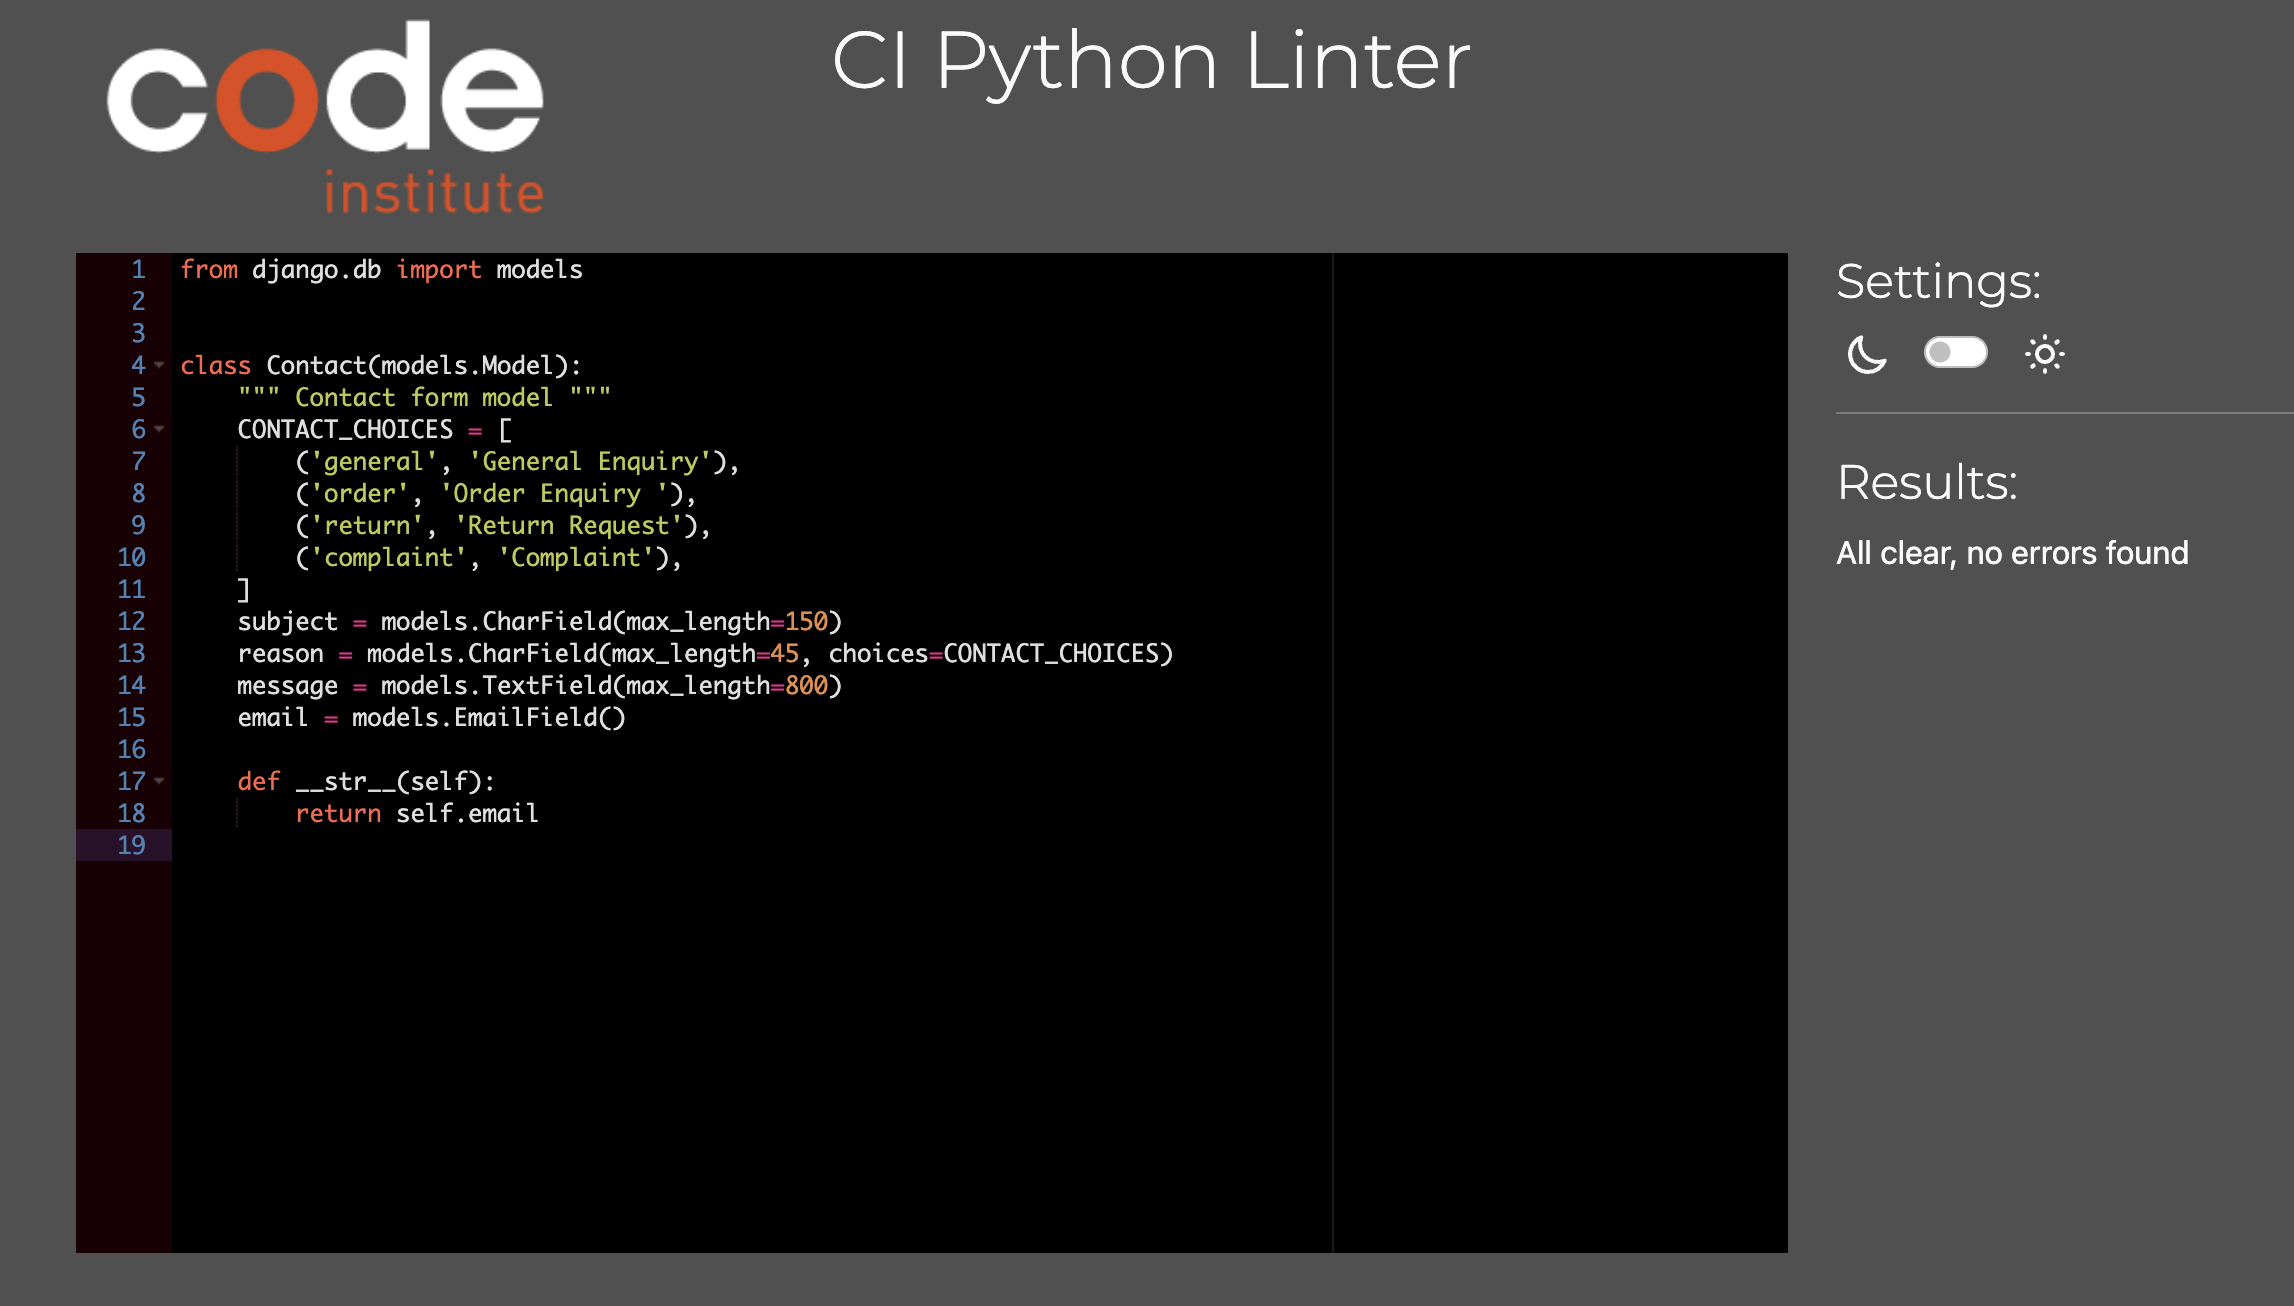 code
institute
CI Python Linter
1 from django.db import models
2
3
4 class Contact(models.Model):
5     """ Contact form model """
6     CONTACT_CHOICES = [
7         ('general', 'General Enquiry'),
8         ('order', 'Order Enquiry '),
9         ('return', 'Return Request'),
10         ('complaint', 'Complaint'),
11     ]
12     subject = models.CharField(max_length=150)
13     reason = models.CharField(max_length=45, choices=CONTACT_CHOICES)
14     message = models.TextField(max_length=800)
15     email = models.EmailField()
16
17     def __str__(self):
18         return self.email
19
Settings:
Results:
All clear, no errors found